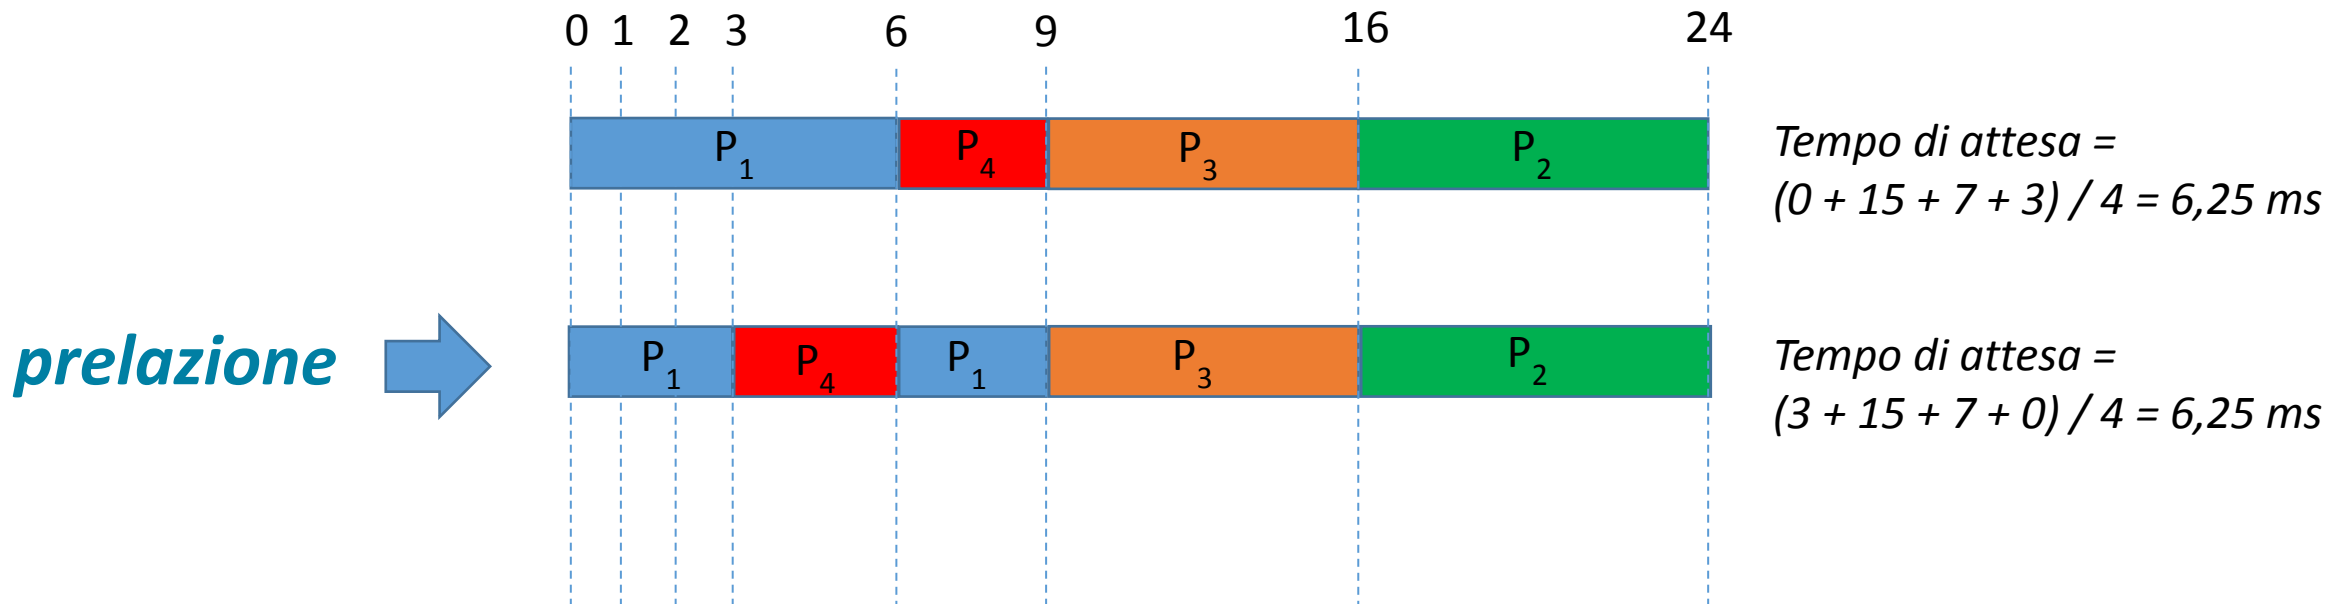 0 1 2 3 6 9 16 24
P1 P4 P3 P2
Tempo di attesa =
(0 + 15 + 7 + 3) / 4 = 6,25 ms
prelazione
P1 P4 P1 P3 P2
Tempo di attesa =
(3 + 15 + 7 + 0) / 4 = 6,25 ms